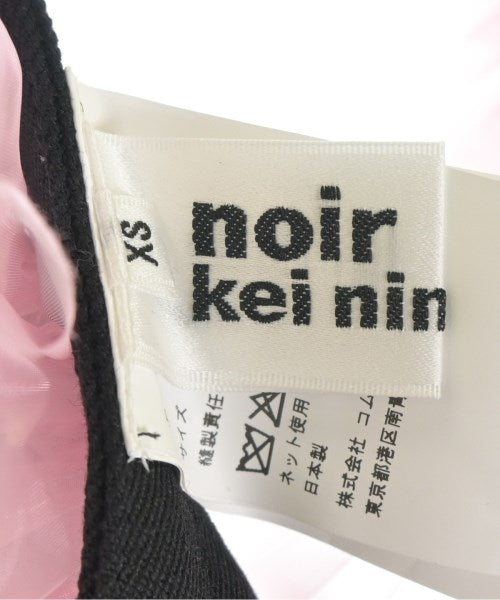 noir
kei nin
XS
サイズ
縫製責任
ネット使用
日本製
株式会社 コム
東京都港区南青